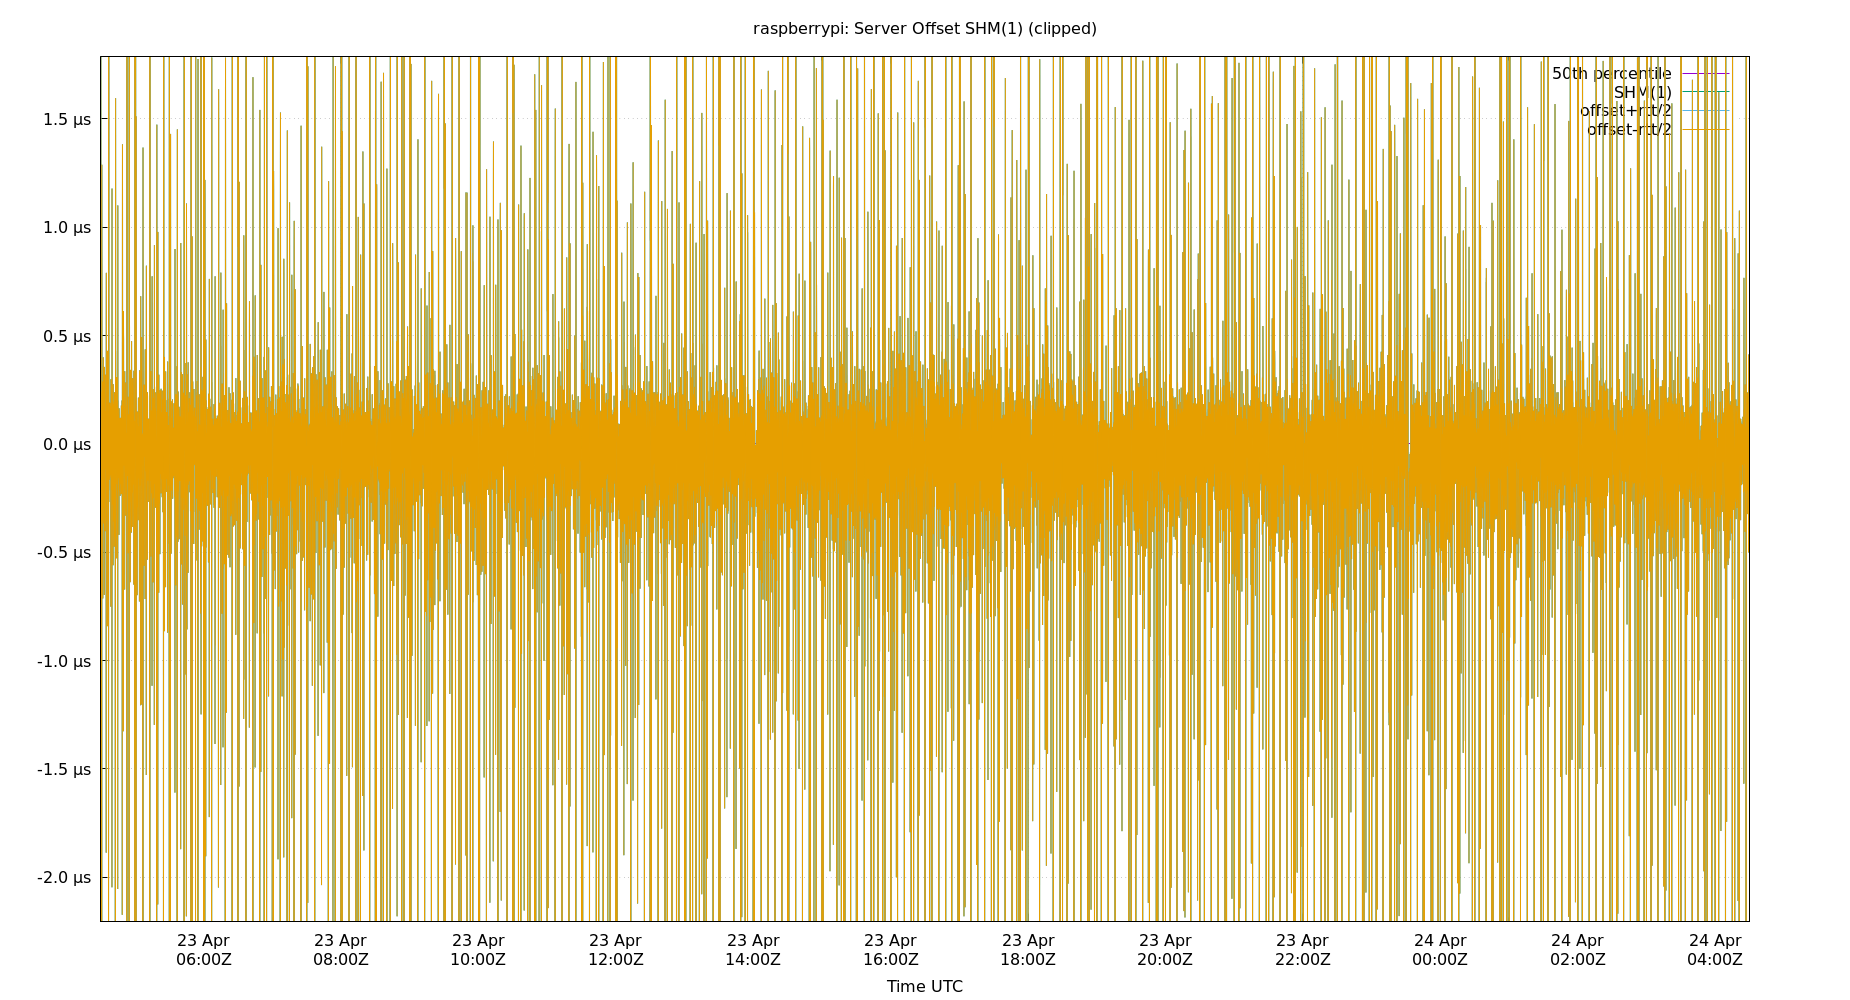 raspberrypi: Server Offset SHM(1) (clipped)
50th percentile
SHM(1)
offset+rtt/2
offset-rtt/2
1.5 µs
1.0 µs
0.5 µs
0.0 µs
-0.5 µs
-1.0 µs
-1.5 µs
-2.0 µs
23 Apr 23 Apr 23 Apr 23 Apr 23 Apr 23 Apr 23 Apr 23 Apr 23 Apr 24 Apr 24 Apr 24 Apr
06:00Z 08:00Z 10:00Z 12:00Z 14:00Z 16:00Z 18:00Z 20:00Z 22:00Z 00:00Z 02:00Z 04:00Z
Time UTC